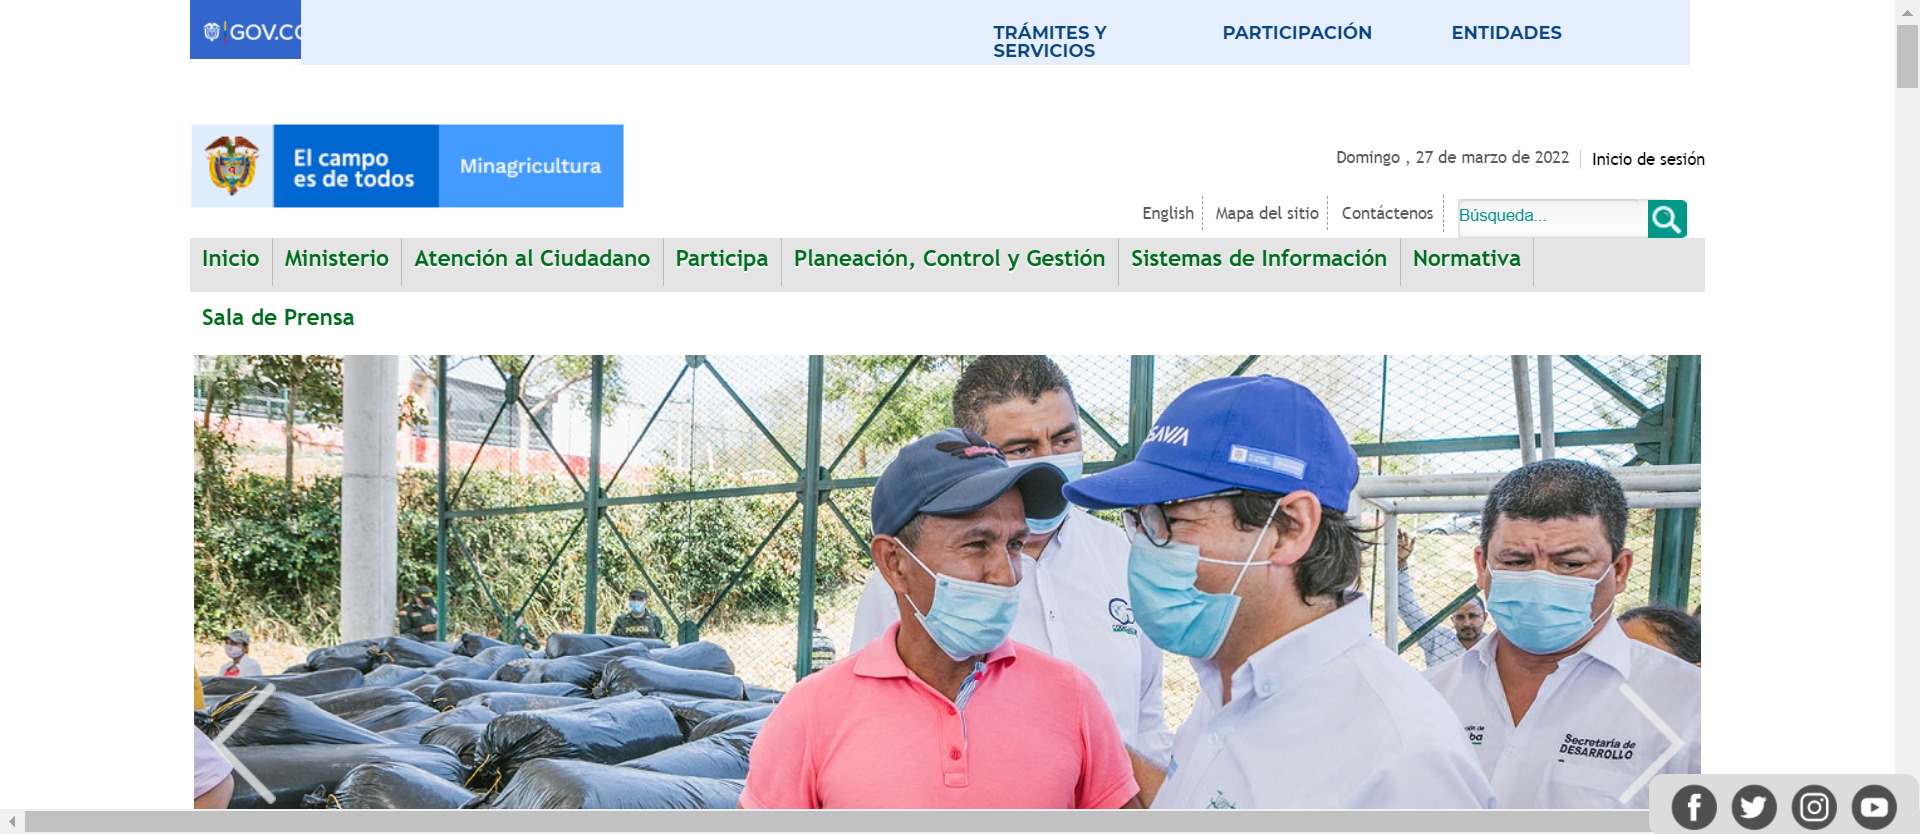 GOV.CO
TRÁMITES Y
SERVICIOS
PARTICIPACIÓN
ENTIDADES
El campo
es de todos
Minagricultura
Domingo , 27 de marzo de 2022
Inicio de sesión
English
Mapa del sitio
Contáctenos
Búsqueda...
Inicio
Ministerio
Atención al Ciudadano
Participa
Planeación, Control y Gestión
Sistemas de Información
Normativa
Sala de Prensa
SAVIA
POLICIA
Secretaría de
DESARROLLO